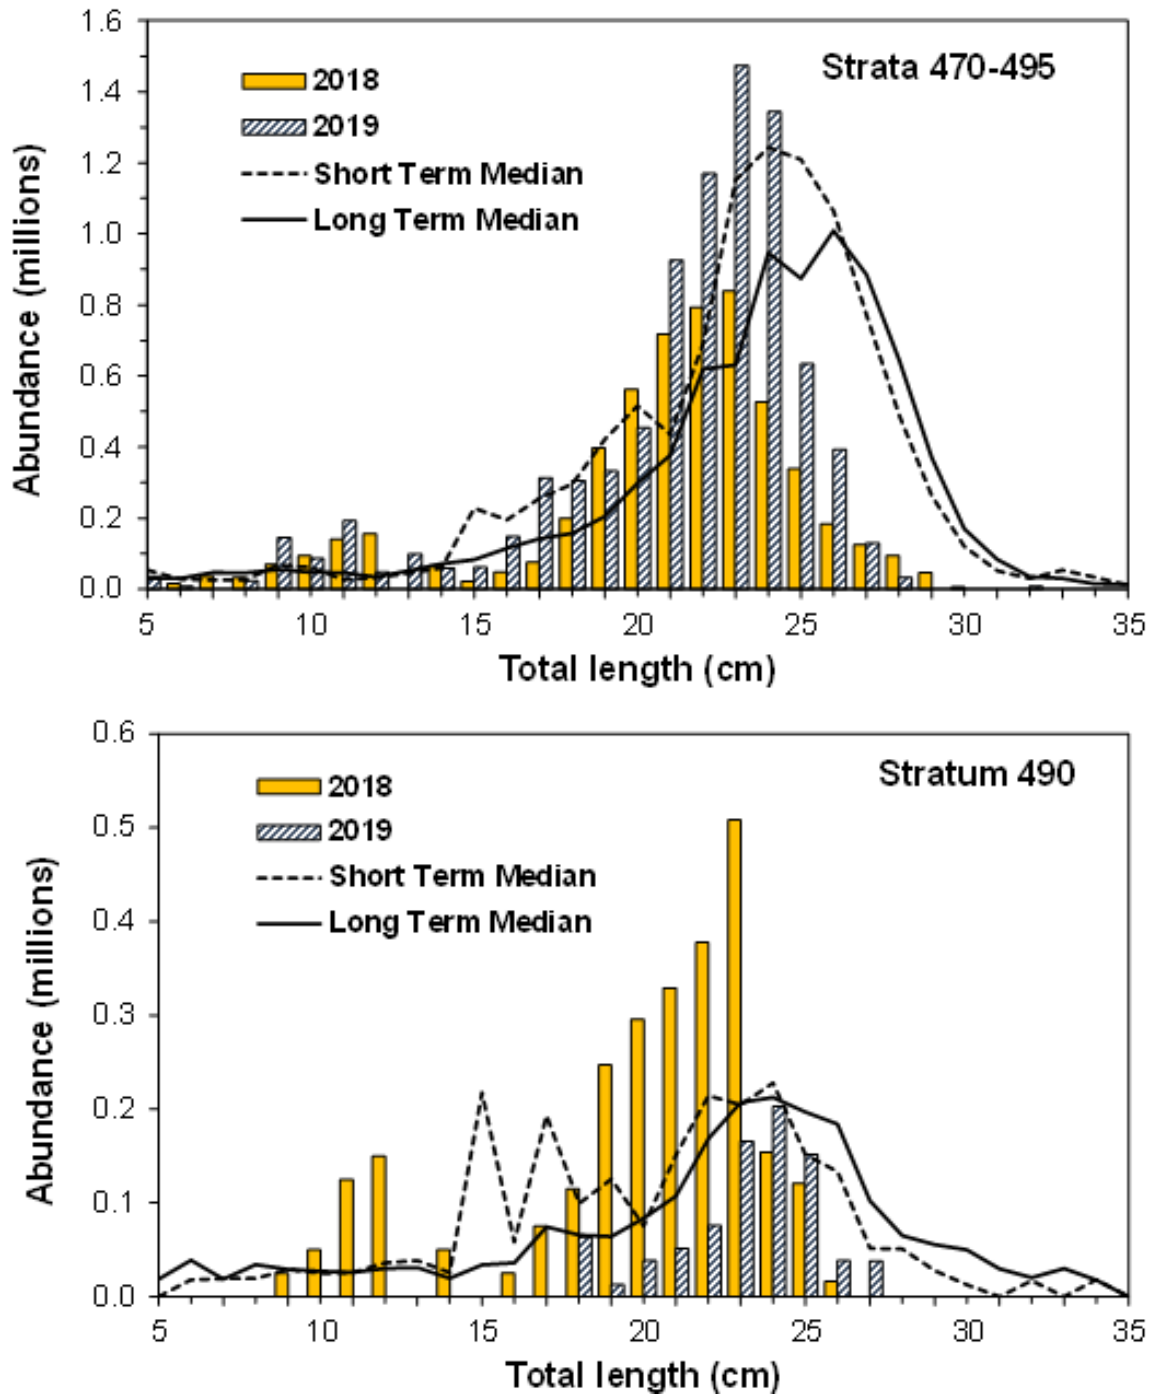 1.6
1.4
1.2
1.0
0.8
0.6
0.4
0.2
0.0
Abundance (millions)
2018
2019
Short Term Median
Long Term Median
Strata 470-495
5 10 15 20 25 30 35
Total length (cm)
0.6
0.5
0.4
0.3
0.2
0.1
0.0
Abundance (millions)
2018
2019
Short Term Median
Long Term Median
Stratum 490
5 10 15 20 25 30 35
Total length (cm)